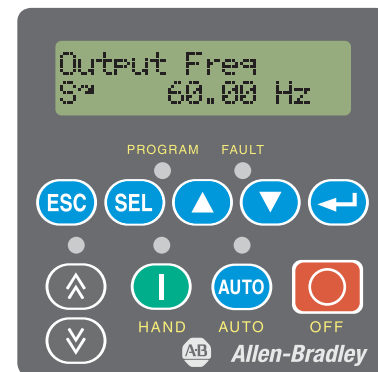 Output Freq
S~ 60.00 Hz
PROGRAM FAULT
ESC SEL
AUTO
HAND AUTO OFF
AB Allen-Bradley